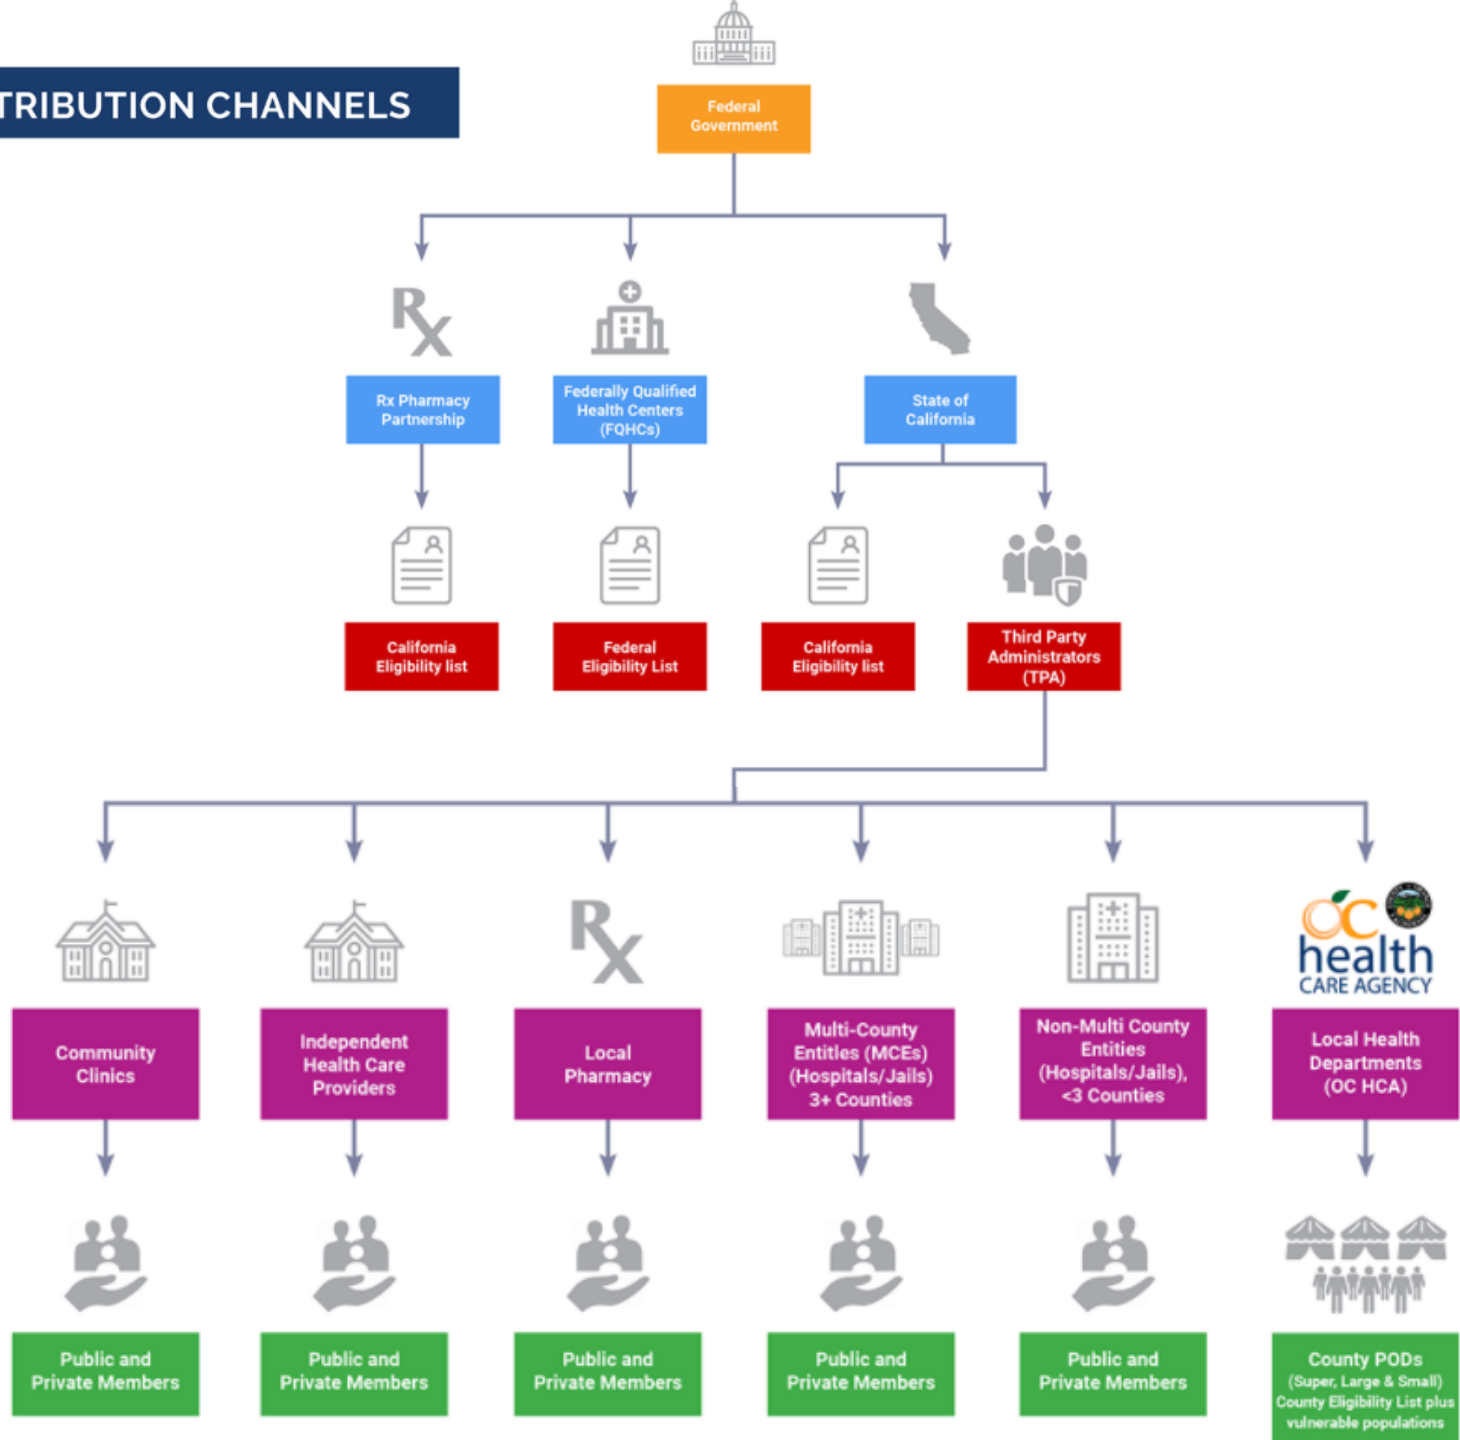 TRIBUTION CHANNELS
Federal
Government
Rx
Rx Pharmacy
Partnership
Federally Qualified
Health Centers
(FQHCs)
State of
California
California
Eligibility list
Federal
Eligibility List
California
Eligibility list
Third Party
Administrators
(TPA)
Rx
OC
health
CARE AGENCY
Community
Clinics
Independent
Health Care
Providers
Local
Pharmacy
Multi-County
Entitles (MCEs)
(Hospitals/Jails)
3+ Counties
Non-Multi County
Entities
(Hospitals/Jails),
<3 Counties
Local Health
Departments
(OC HCA)
Public and
Private Members
Public and
Private Members
Public and
Private Members
Public and
Private Members
Public and
Private Members
County PODs
(Super, Large & Small)
County Eligibility List plus
vulnerable populations